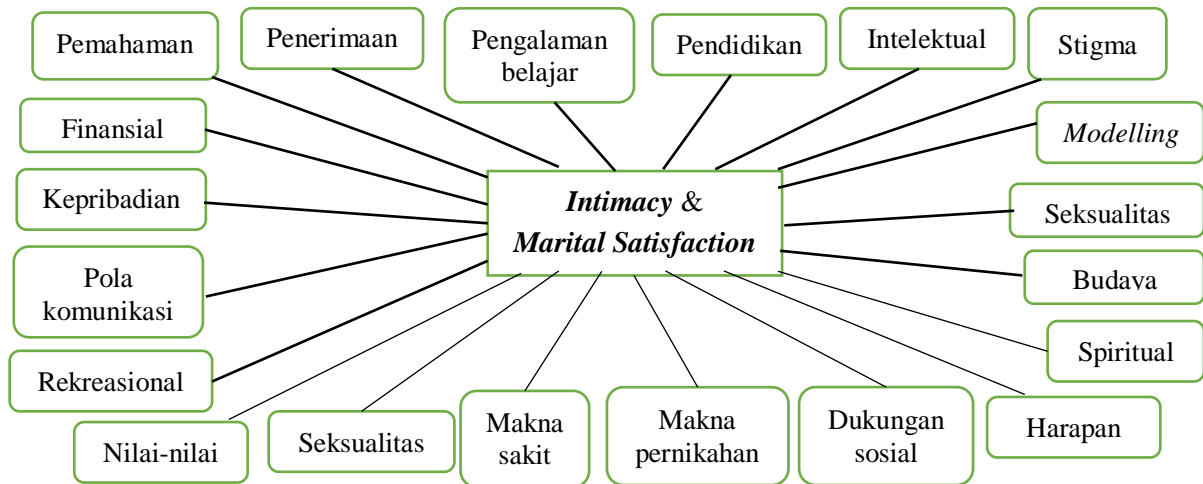 Pemahaman
Penerimaan
Pengalaman
belajar
Pendidikan
Intelektual
Stigma
Finansial
Modelling
Kepribadian
Intimacy &
Marital Satisfaction
Seksualitas
Pola
komunikasi
Budava
Rekreasional
Spiritual
Nilai-nilai
Seksualitas
Makna
sakit
Makna
pernikahan
Dukungan
sosial
Harapan